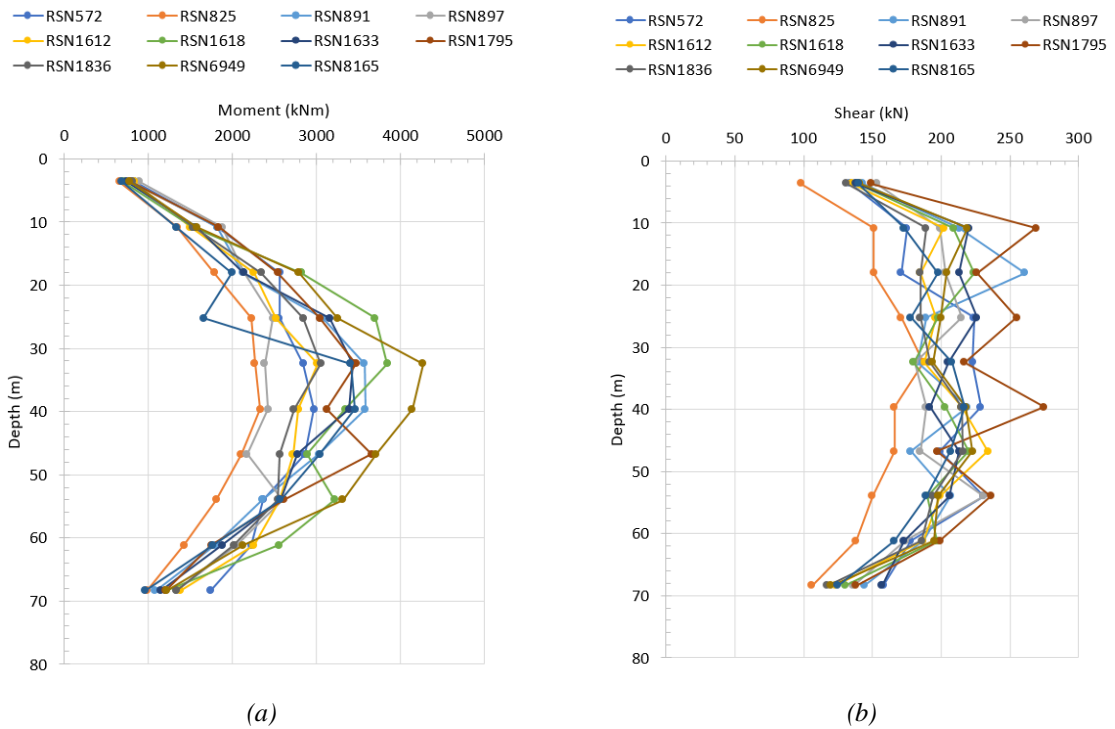 RSN572 RSN825 RSN891 RSN897
RSN1612 RSN1618 RSN1633 RSN1795
RSN1836 RSN6949 RSN8165
Moment (kNm)
0 1000 2000 3000 4000 5000
0
10
20
30
40
50
60
70
80
Depth (m)
(a)
RSN572 RSN825 RSN891 RSN897
RSN1612 RSN1618 RSN1633 RSN1795
RSN1836 RSN6949 RSN8165
Shear (kN)
0 50 100 150 200 250 300
0
10
20
30
40
50
60
70
80
Depth (m)
(b)